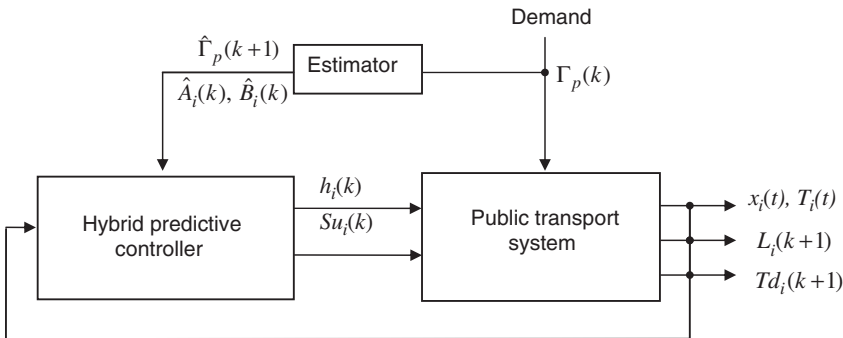 Demand
Γ̂ₚ(k+1)
Estimator
Γₚ(k)
Âᵢ(k), B̂ᵢ(k)
hᵢ(k)
Suᵢ(k)
Hybrid predictive
controller
Public transport
system
xᵢ(t), Tᵢ(t)
Lᵢ(k+1)
Tdᵢ(k+1)